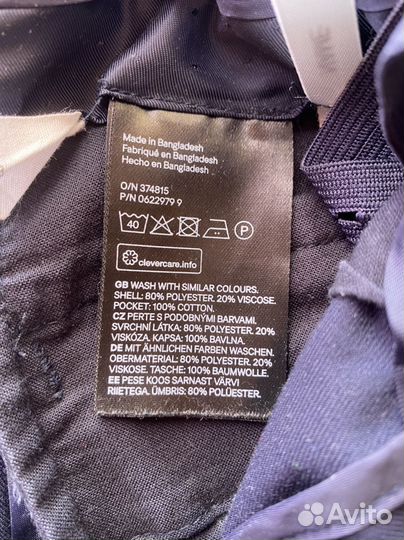 Made in Bangladesh
Fabriqué en Bangladesh
Hecho en Bangladesh
O/N 374815
P/N 0622979 9
40 P
clevercare.info
GB WASH WITH SIMILAR COLOURS.
SHELL: 80% POLYESTER. 20% VISCOSE.
POCKET: 100% COTTON.
CZ PERTE S PODOBNÝMI BARVAMI.
SVRCHNÍ LÁTKA: 80% POLYESTER. 20%
VISKÓZA. KAPSA: 100% BAVLNA.
DE MIT ÄHNLICHEN FARBEN WASCHEN.
OBERMATERIAL: 80% POLYESTER. 20%
VISKOSE. TASCHE: 100% BAUMWOLLE.
EE PESE KOOS SARNAST VÄRVI
RIIETEGA. ÜMBRIS: 80% POLÜESTER.
Avito